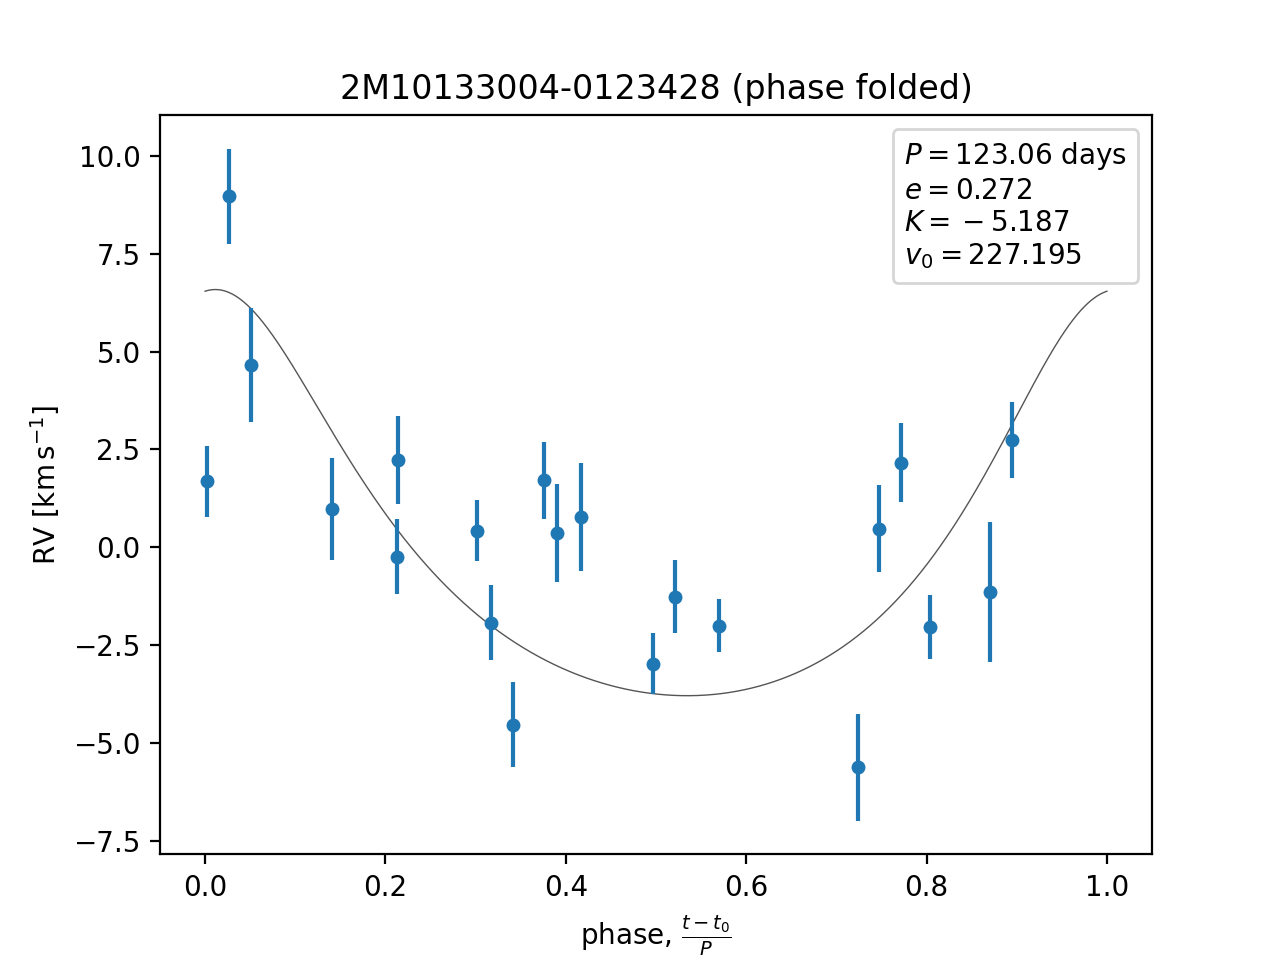 2M10133004-0123428 (phase folded)
P = 123.06 days
e = 0.272
K = −5.187
v₀ = 227.195
RV [km s⁻¹]
10.0
7.5
5.0
2.5
0.0
−2.5
−5.0
−7.5
0.0 0.2 0.4 0.6 0.8 1.0
phase, (t − t₀)/P